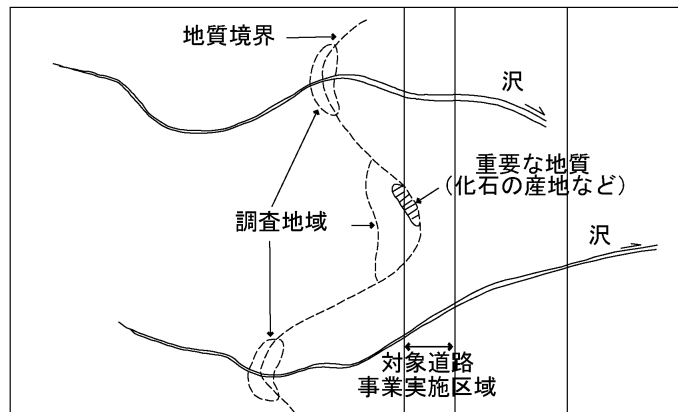 地質境界
沢
重要な地質
(化石の産地など)
調査地域
沢
対象道路
事業実施区域